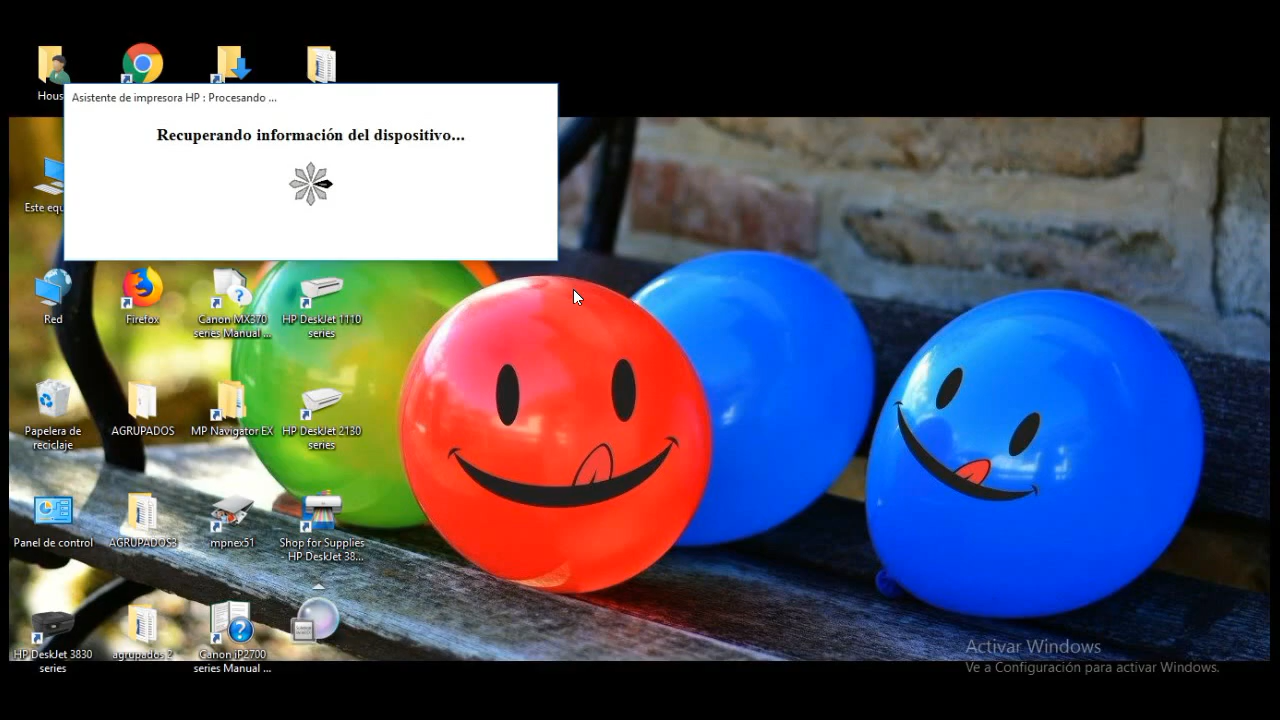 Asistente de impresora HP : Procesando ...
Recuperando información del dispositivo...
Hous
Este equ
Red
Firefox
Canon MX370
series Manual ...
HP DeskJet 1110
series
Papelera de
reciclaje
AGRUPADOS
MP Navigator EX
HP DeskJet 2130
series
Panel de control
AGRUPADOS3
mpnex51
Shop for Supplies
- HP DeskJet 38...
HP DeskJet 3830
series
agrupados 2
Canon iP2700
series Manual ...
Activar Windows
Ve a Configuración para activar Windows.